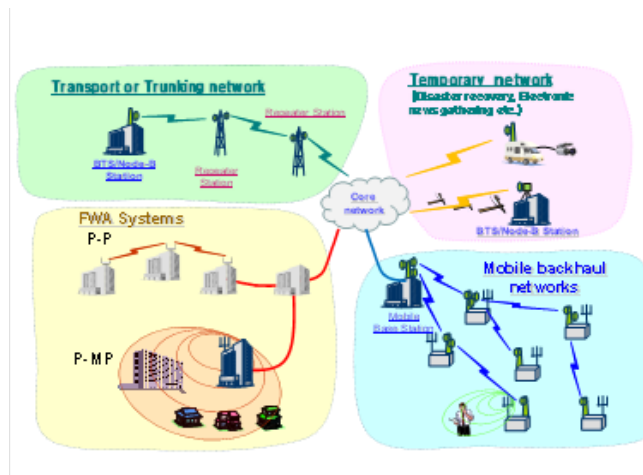 Transport or Trunking network
Repeater Station
BTS/Node-B
Station
Repeater
Station
Temporary network
(Disaster recovery, Electronic
news gathering etc.)
BTS/Node-B Station
Core
network
FWA Systems
P-P
P-MP
Mobile backhaul
networks
Mobile
Base Station